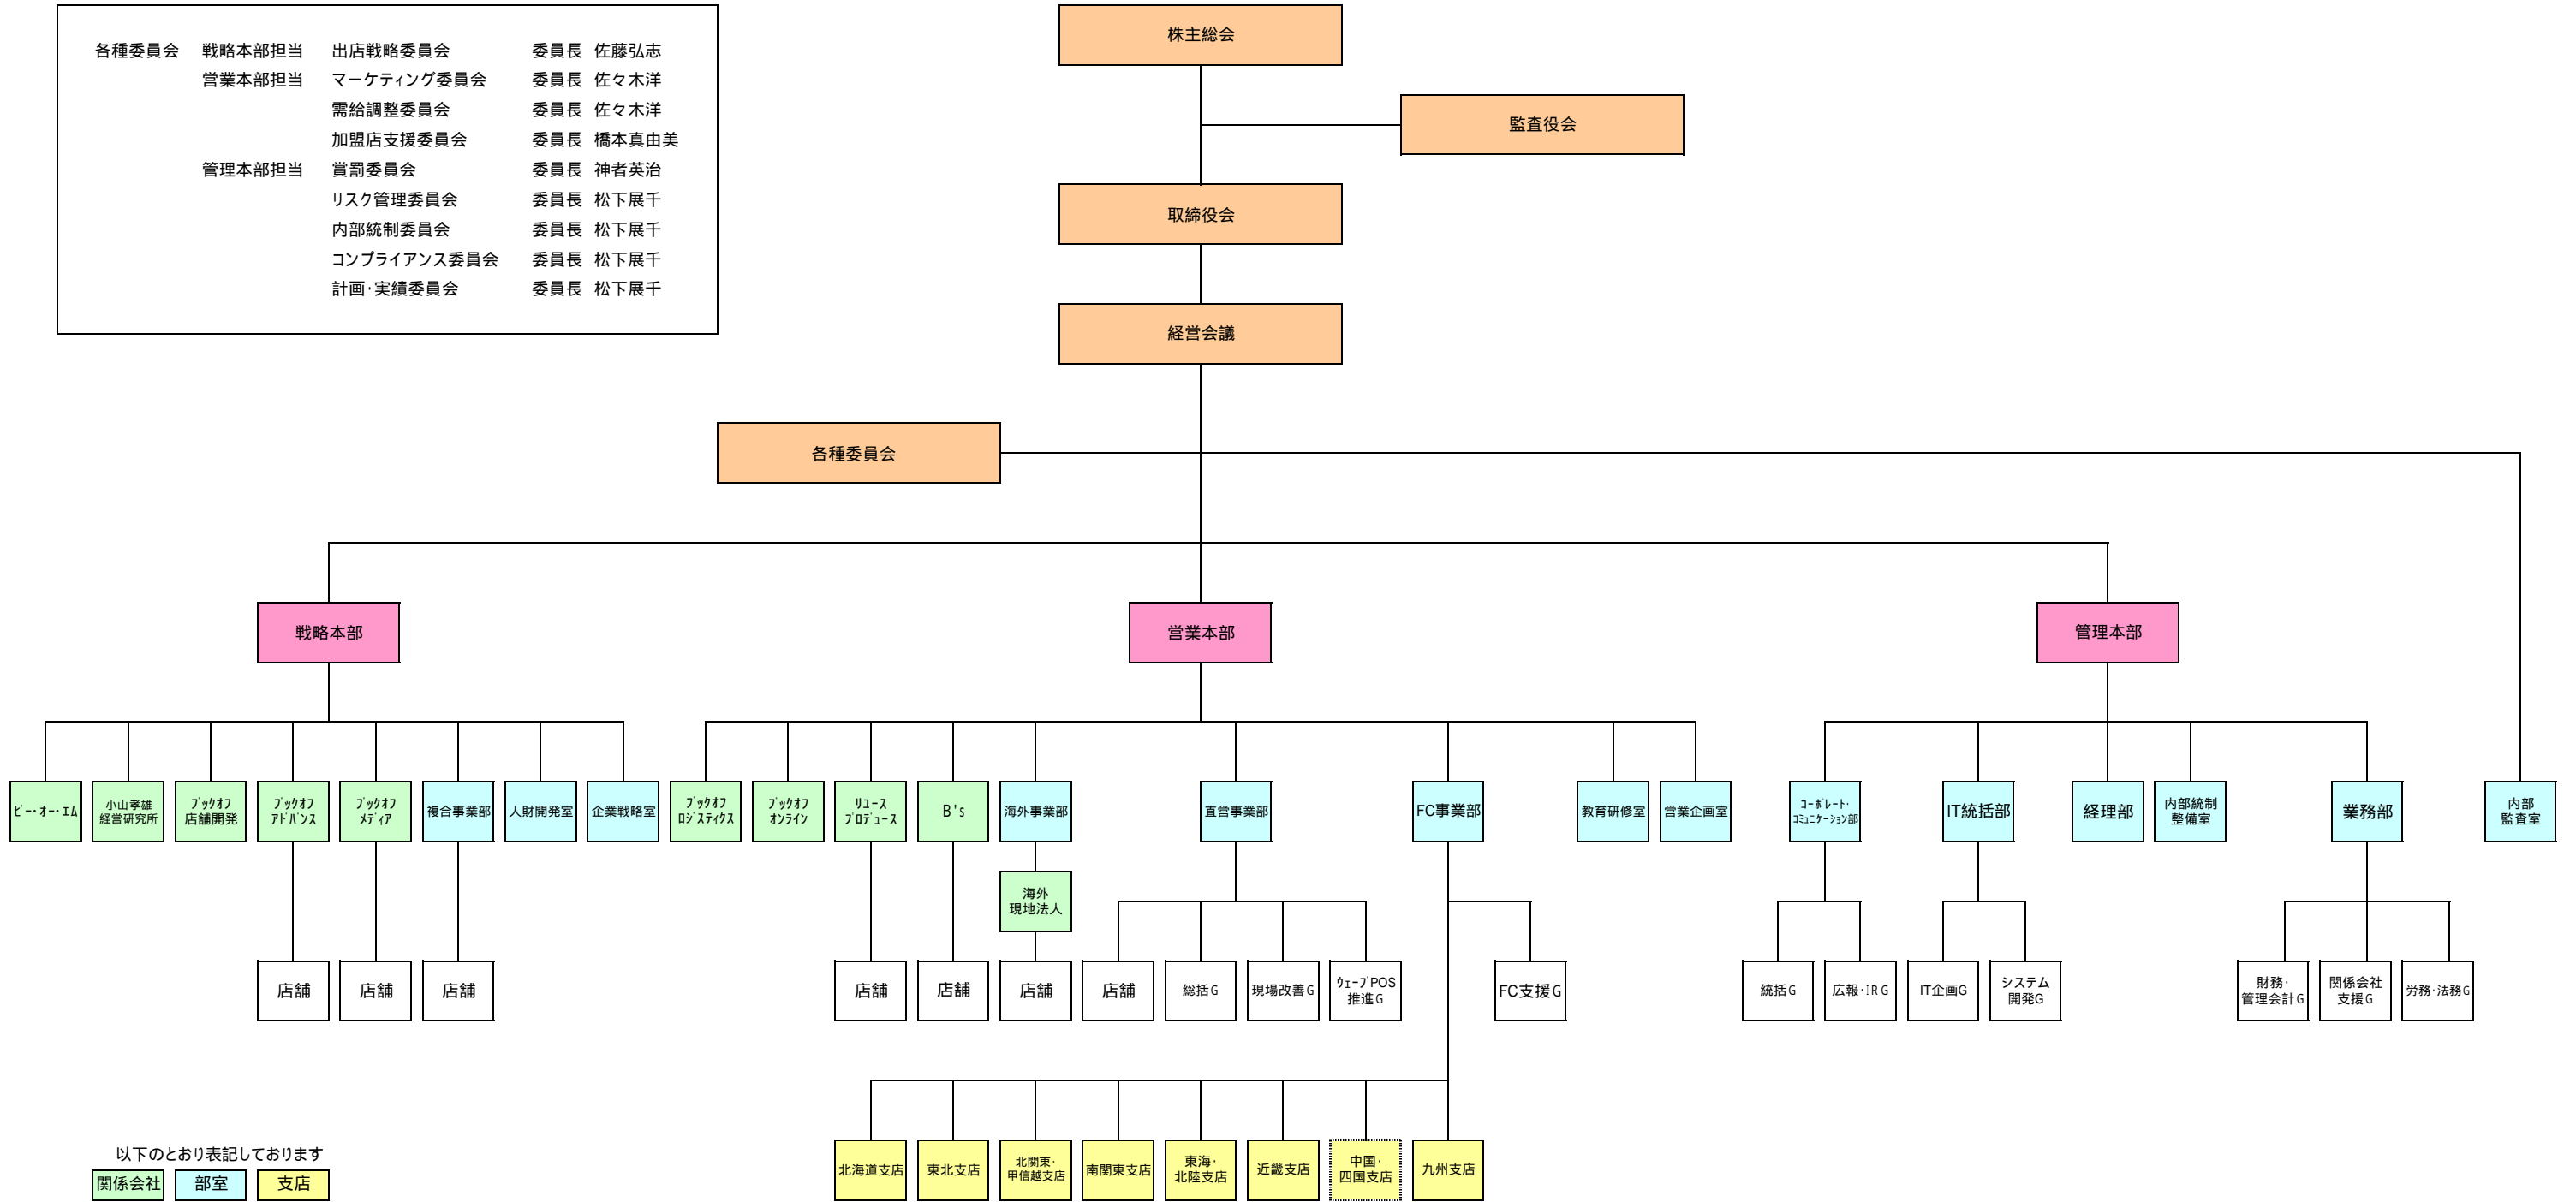 各種委員会 戦略本部担当 出店戦略委員会 委員長 佐藤弘志
営業本部担当 マーケティング委員会 委員長 佐々木洋
需給調整委員会 委員長 佐々木洋
加盟店支援委員会 委員長 橋本真由美
管理本部担当 賞罰委員会 委員長 神者英治
リスク管理委員会 委員長 松下展千
内部統制委員会 委員長 松下展千
コンプライアンス委員会 委員長 松下展千
計画・実績委員会 委員長 松下展千
株主総会
監査役会
取締役会
経営会議
各種委員会
戦略本部
営業本部
管理本部
ビー・オー・エム
小山孝雄
経営研究所
ブックオフ
店舗開発
ブックオフ
アドバンス
ブックオフ
メディア
複合事業部
人財開発室
企業戦略室
ブックオフ
ロジスティクス
ブックオフ
オンライン
リユース
プロデュース
B's
海外事業部
直営事業部
FC事業部
教育研修室
営業企画室
コーポレート・
コミュニケーション部
IT統括部
経理部
内部統制
整備室
業務部
内部
監査室
海外
現地法人
店舗
店舗
店舗
店舗
店舗
店舗
店舗
総括G
現場改善G
ウェーブPOS
推進G
FC支援G
統括G
広報・IRG
IT企画G
システム
開発G
財務・
管理会計G
関係会社
支援G
労務・法務G
北海道支店
東北支店
北関東・
甲信越支店
南関東支店
東海・
北陸支店
近畿支店
中国・
四国支店
九州支店
以下のとおり表記しております
関係会社
部室
支店